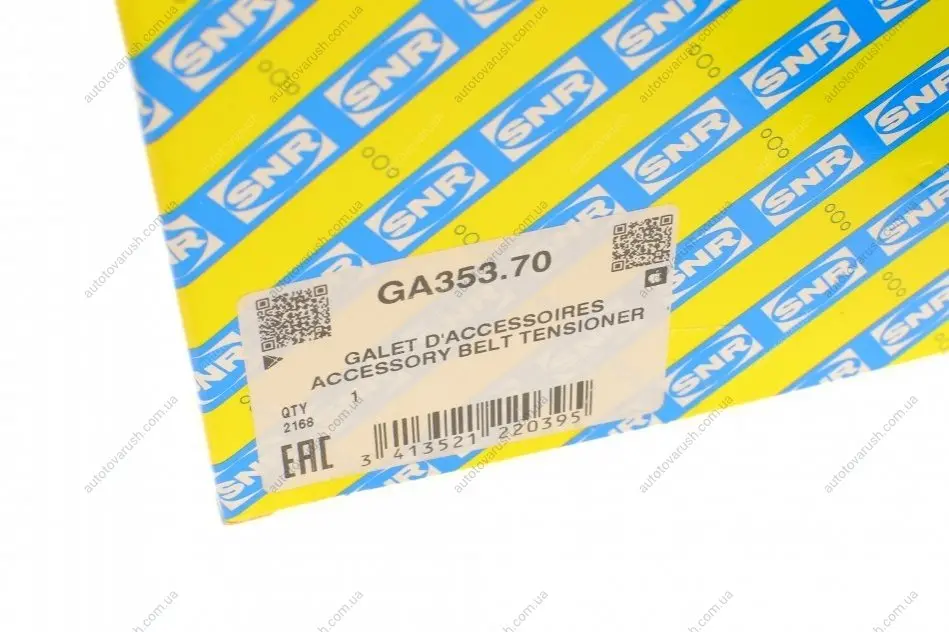 SNR
GA353.70
GALET D'ACCESSOIRES
ACCESSORY BELT TENSIONER
QTY 1
2168
EAC
3 413521 220395
autotovarush.com.ua